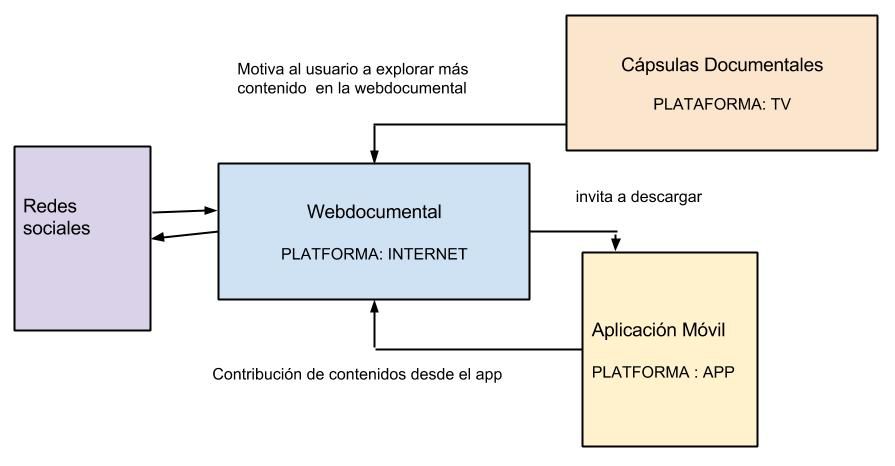 Motiva al usuario a explorar más
contenido en la webdocumental
Cápsulas Documentales
PLATAFORMA: TV
Redes
sociales
Webdocumental
PLATFORMA: INTERNET
invita a descargar
Aplicación Móvil
PLATFORMA : APP
Contribución de contenidos desde el app